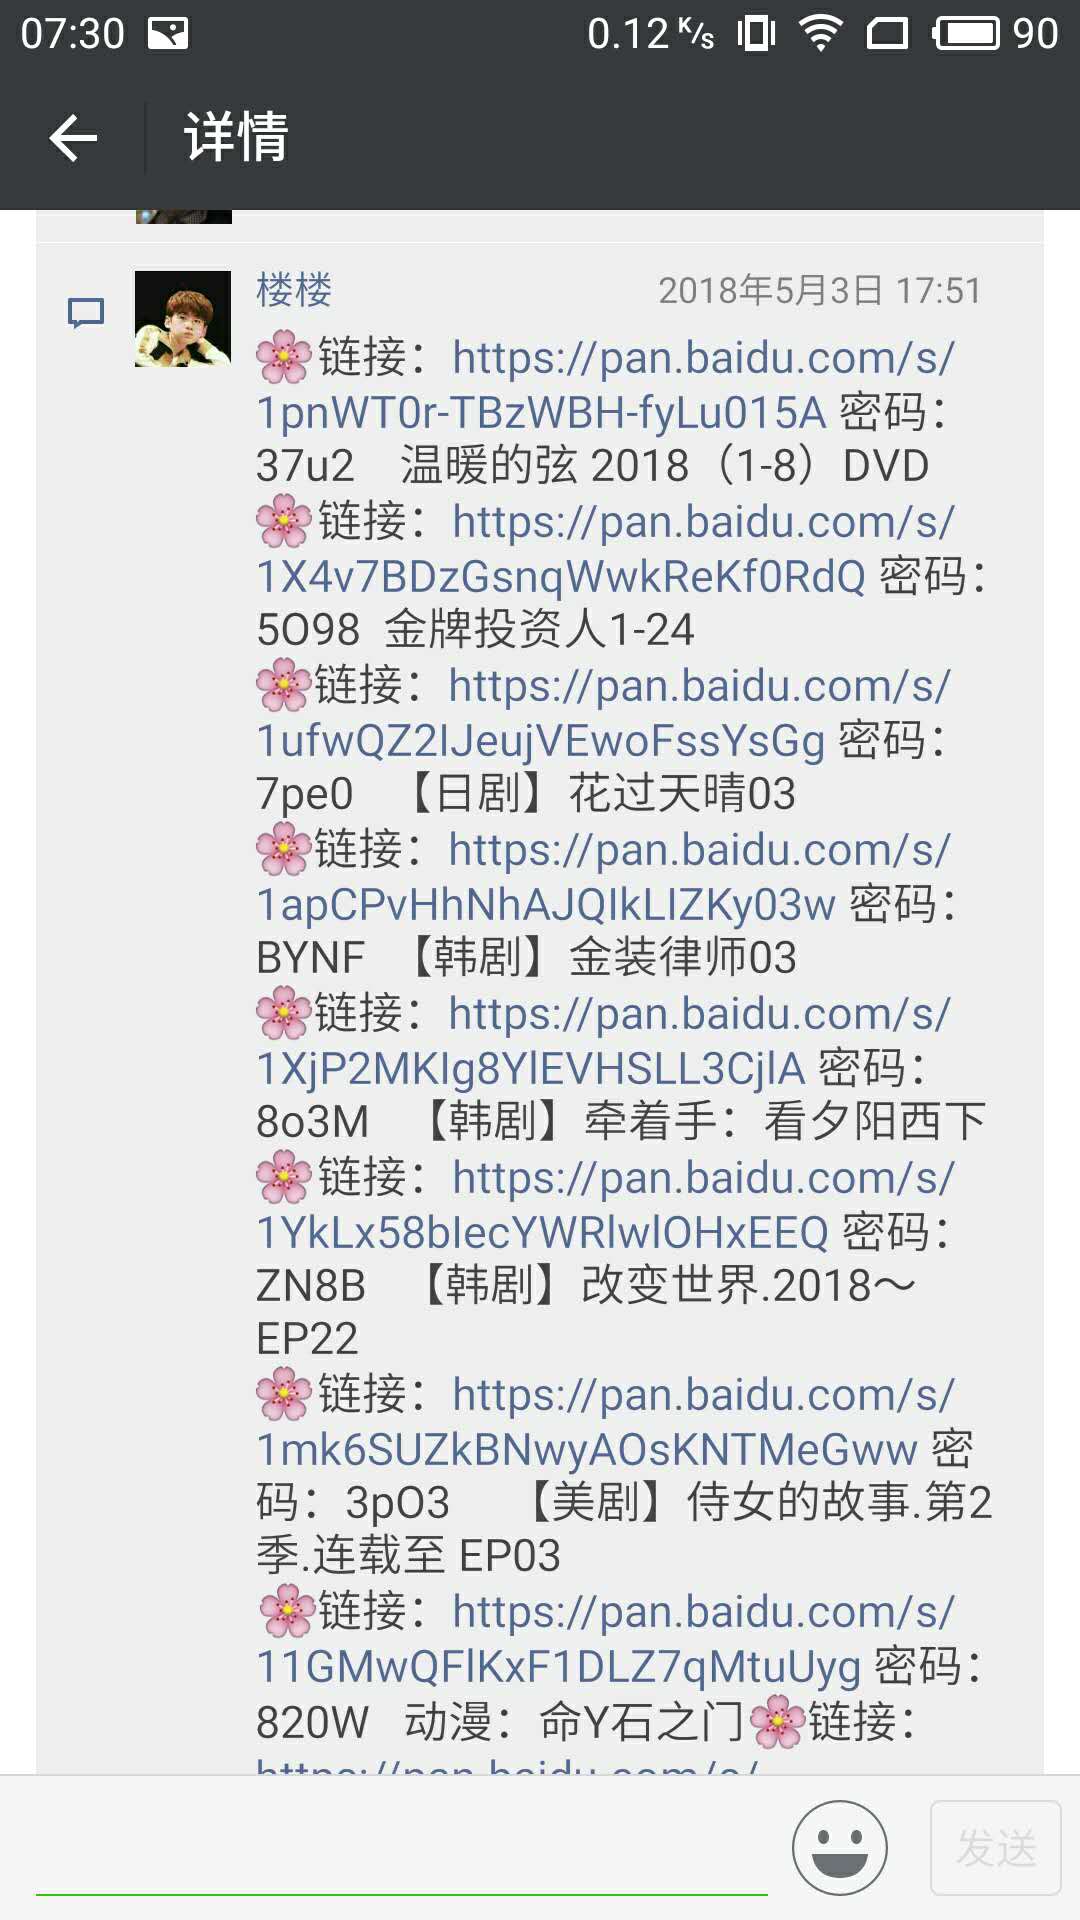 07:30
0.12 K/s
90
详情
楼楼
2018年5月3日 17:51
🌸链接：https://pan.baidu.com/s/
1pnWT0r-TBzWBH-fyLu015A 密码：
37u2 温暖的弦 2018（1-8）DVD
🌸链接：https://pan.baidu.com/s/
1X4v7BDzGsnqWwkReKf0RdQ 密码：
5O98 金牌投资人1-24
🌸链接：https://pan.baidu.com/s/
1ufwQZ2IJeujVEwoFssYsGg 密码：
7pe0 【日剧】花过天晴03
🌸链接：https://pan.baidu.com/s/
1apCPvHhNhAJQIkLIZKy03w 密码：
BYNF 【韩剧】金装律师03
🌸链接：https://pan.baidu.com/s/
1XjP2MKIg8YlEVHSLL3CjlA 密码：
8o3M 【韩剧】牵着手：看夕阳西下
🌸链接：https://pan.baidu.com/s/
1YkLx58bIecYWRlwlOHxEEQ 密码：
ZN8B 【韩剧】改变世界.2018～
EP22
🌸链接：https://pan.baidu.com/s/
1mk6SUZkBNwyAOsKNTMeGww 密
码：3pO3 【美剧】侍女的故事.第2
季.连载至 EP03
🌸链接：https://pan.baidu.com/s/
11GMwQFlKxF1DLZ7qMtuUyg 密码：
820W 动漫：命Y石之门🌸链接：
https://pan.baidu.com/s/
发送